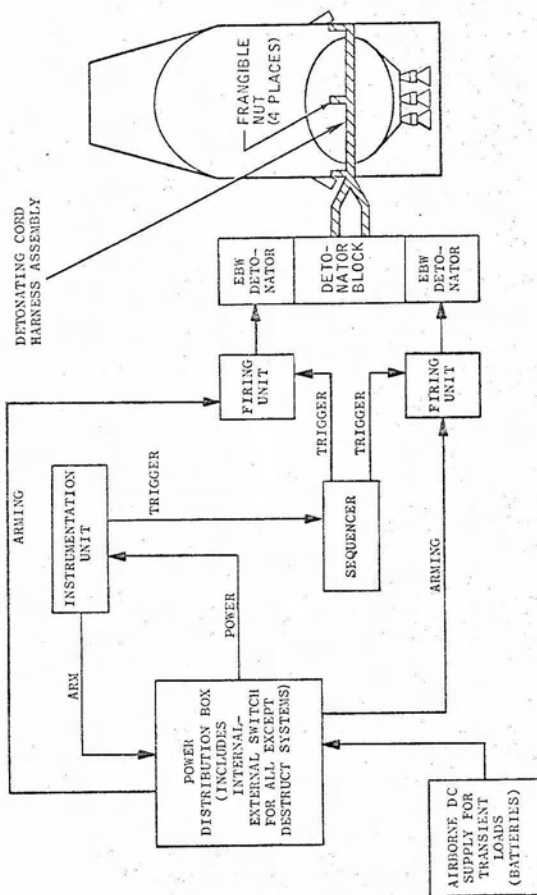 DETONATING CORD
HARNESS ASSEMBLY
FRANGIBLE
NUT
(4 PLACES)
EBW
DETO-
NATOR
DETO-
NATOR
BLOCK
EBW
DETO-
NATOR
FIRING
UNIT
FIRING
UNIT
TRIGGER
TRIGGER
ARMING
INSTRUMENTATION
UNIT
TRIGGER
SEQUENCER
ARMING
ARM
POWER
POWER
DISTRIBUTION BOX
(INCLUDES
INTERNAL-
EXTERNAL SWITCH
FOR ALL EXCEPT
DESTRUCT SYSTEMS)
AIRBORNE DC
SUPPLY FOR
TRANSIENT
LOADS
(BATTERIES)